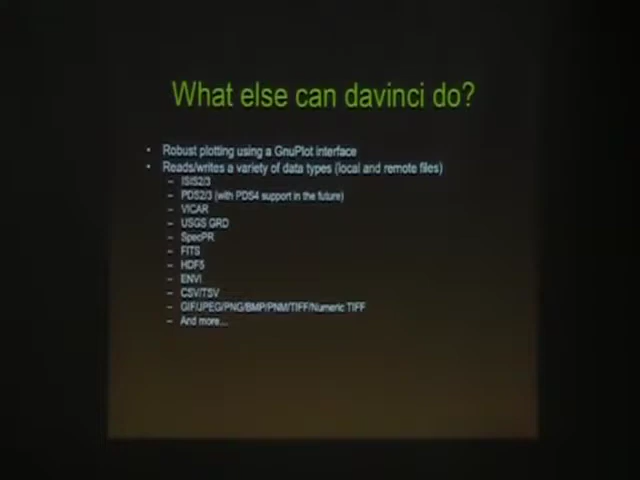 What else can davinci do?
• Robust plotting using a GnuPlot interface
• Reads/writes a variety of data types (local and remote files)
– ISIS2/3
– PDS2/3 (with PDS4 support in the future)
– VICAR
– USGS GRD
– SpecPR
– FITS
– HDF5
– ENVI
– CSV/TSV
– GIF/JPEG/PNG/BMP/PNM/TIFF/Numeric TIFF
– And more...